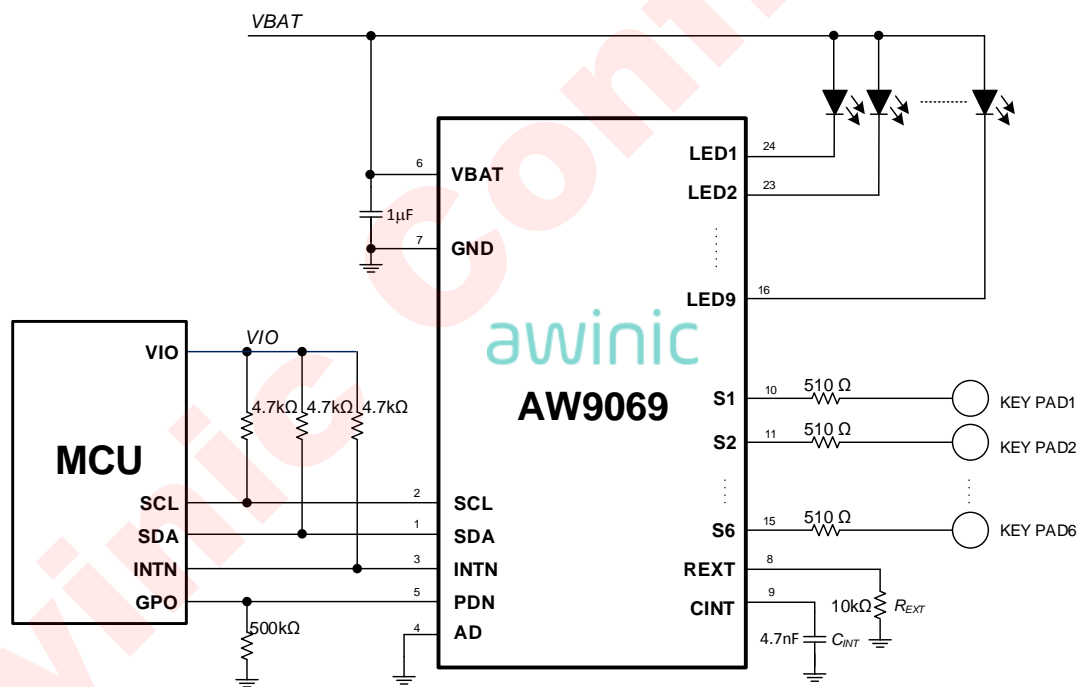 VBAT
LED1
24
6
VBAT
LED2
23
1μF
7
GND
LED9
16
awinic
AW9069
MCU
VIO
VIO
4.7kΩ
4.7kΩ
4.7kΩ
S1
10
510 Ω
KEY PAD1
S2
11
510 Ω
KEY PAD2
S6
15
510 Ω
KEY PAD6
SCL
2
SCL
SDA
1
SDA
INTN
3
INTN
GPO
5
PDN
500kΩ
4
AD
REXT
8
10kΩ
REXT
CINT
9
4.7nF
CINT
awinic Confi